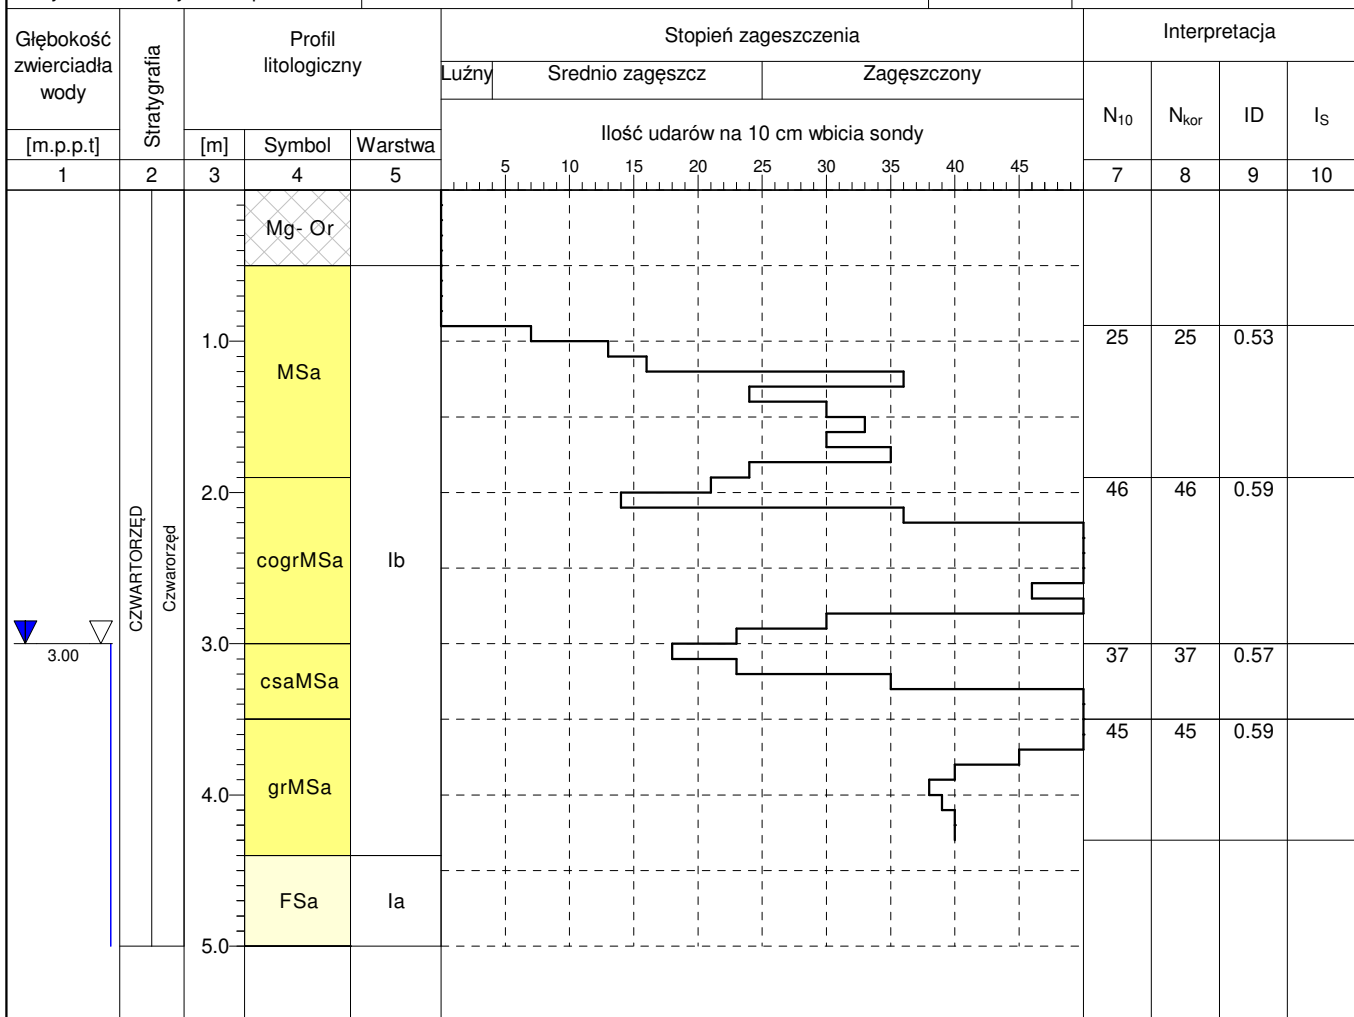 Głębokość
zwierciadła
wody
[m.p.p.t]
1
Stratygrafia
2
Profil
litologiczny
[m]
Symbol
Warstwa
3
4
5
Stopień zageszczenia
Luźny
Srednio zagęszcz
Zagęszczony
Ilość udarów na 10 cm wbicia sondy
5 10 15 20 25 30 35 40 45
Interpretacja
N10
Nkor
ID
IS
7
8
9
10
Mg- Or
1.0
MSa
25 25 0.53
2.0
46 46 0.59
CZWARTORZĘD
Czwarorzęd
cogrMSa
Ib
3.00
3.0
37 37 0.57
csaMSa
45 45 0.59
grMSa
4.0
FSa
Ia
5.0